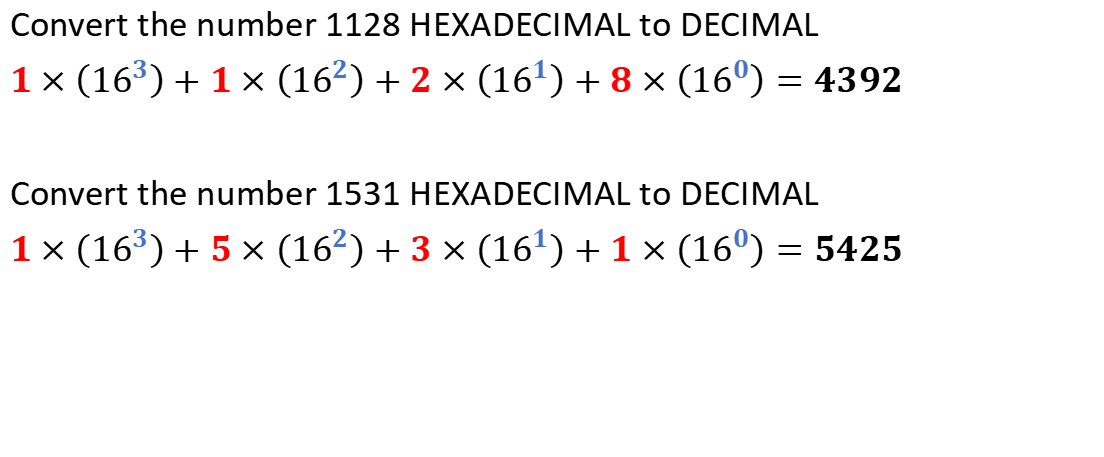 Convert the number 1128 HEXADECIMAL to DECIMAL
1 × (16³) + 1 × (16²) + 2 × (16¹) + 8 × (16⁰) = 4392
Convert the number 1531 HEXADECIMAL to DECIMAL
1 × (16³) + 5 × (16²) + 3 × (16¹) + 1 × (16⁰) = 5425